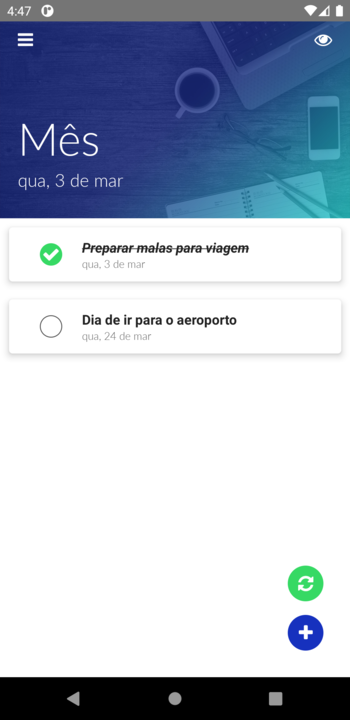 4:47
Mês
qua, 3 de mar
Preparar malas para viagem
qua, 3 de mar
Dia de ir para o aeroporto
qua, 24 de mar